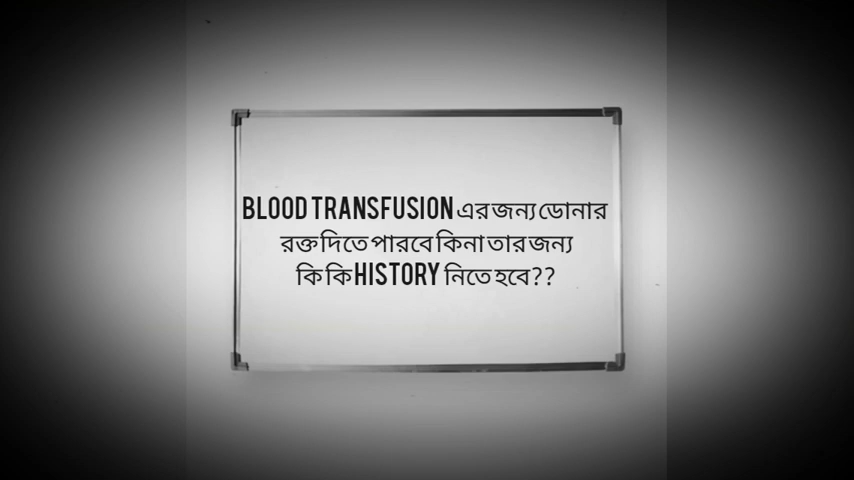 BLOOD TRANSFUSION এর জন্য ডোনার
রক্ত দিতে পারবে কিনা তার জন্য
কি কি HISTORY নিতে হবে??